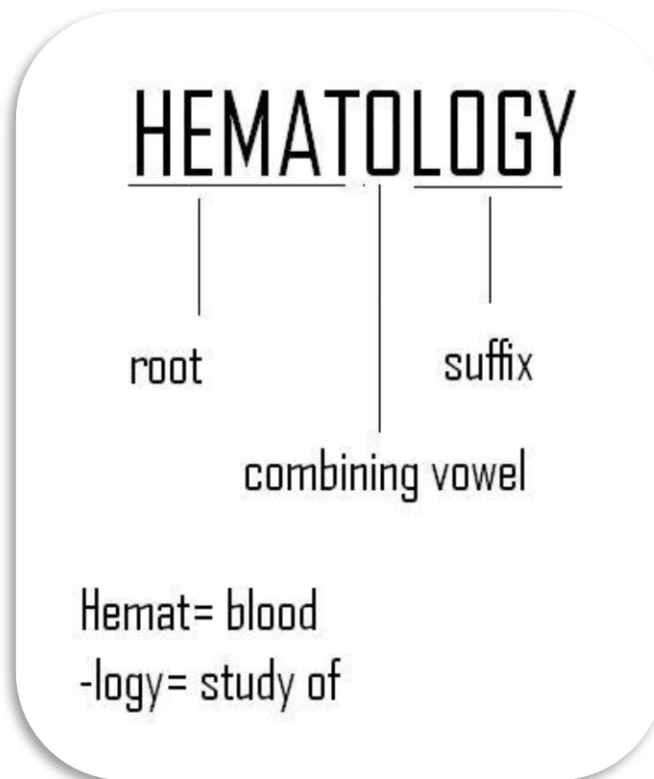 HEMATOLOGY
root
suffix
combining vowel
Hemat= blood
-logy= study of